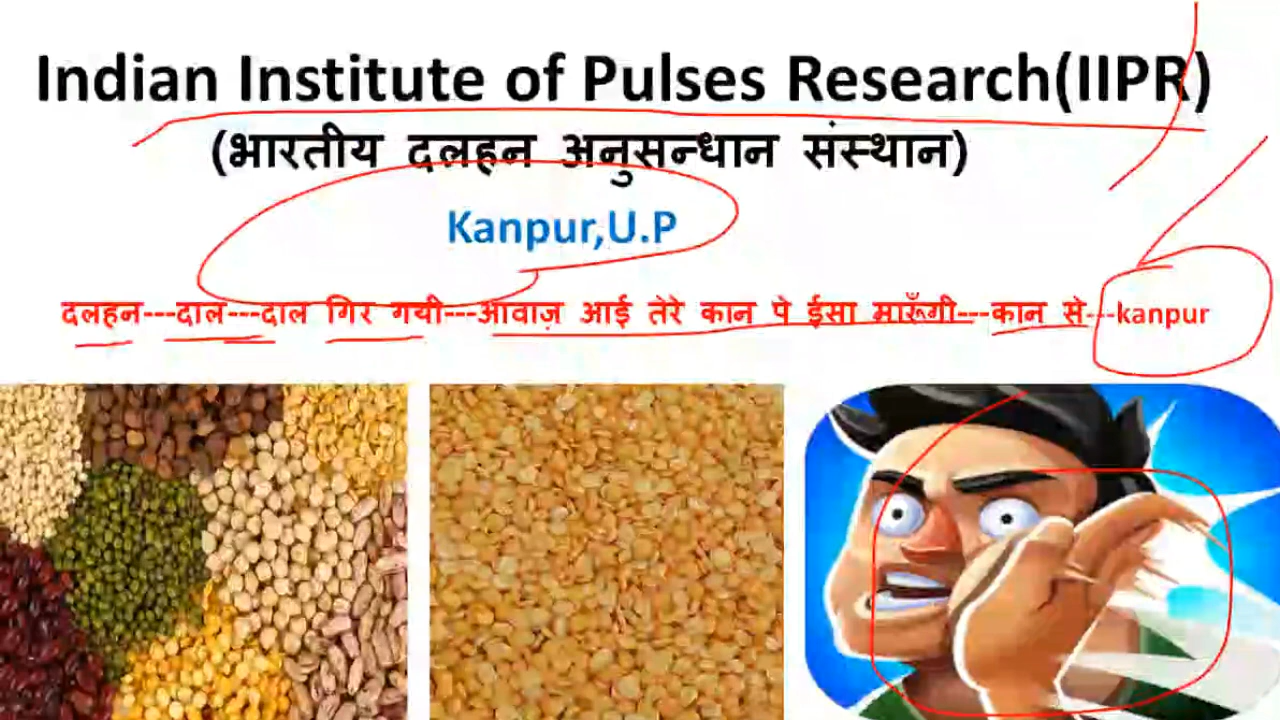 Indian Institute of Pulses Research(IIPR)
(भारतीय दलहन अनुसन्धान संस्थान)
Kanpur,U.P
दलहन---दाल---दाल गिर गयी---आवाज़ आई तेरे कान पे ईसा मारूँगी---कान से---kanpur